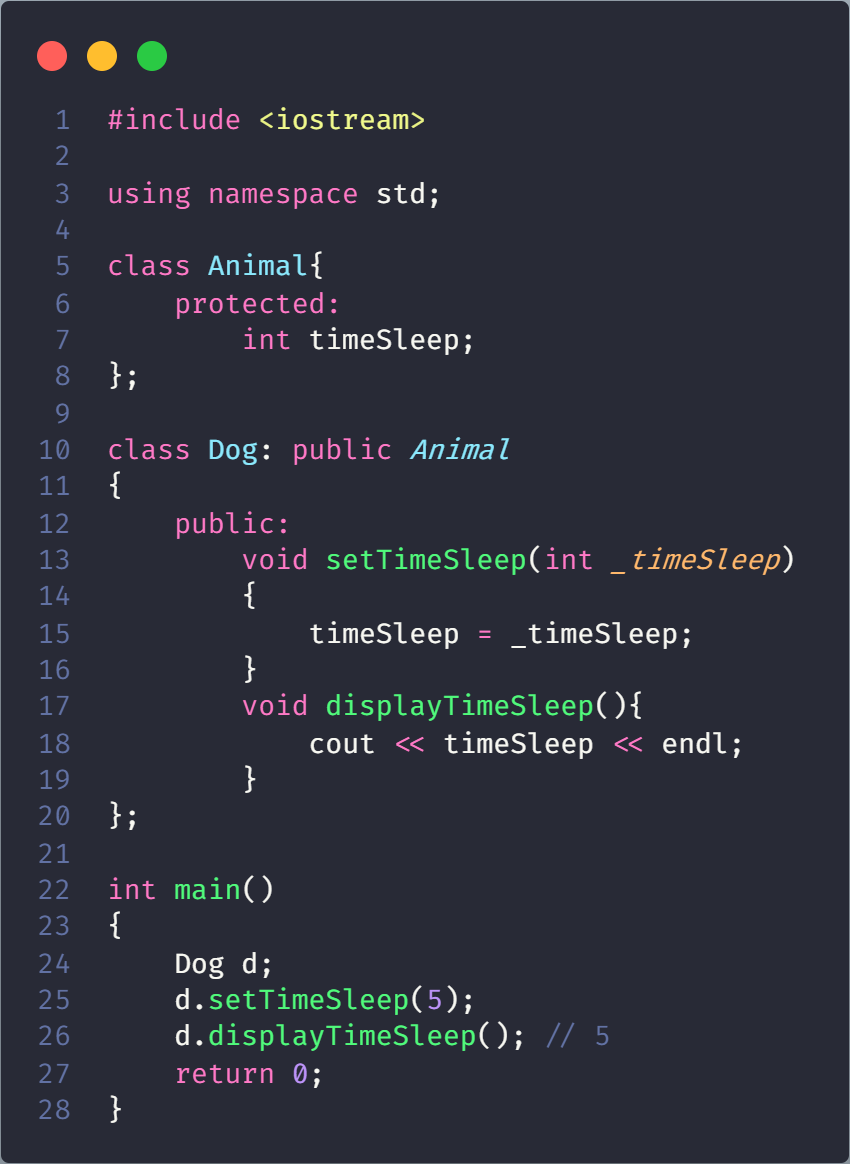 1 #include <iostream>
2
3 using namespace std;
4
5 class Animal{
6     protected:
7         int timeSleep;
8 };
9
10 class Dog: public Animal
11 {
12     public:
13         void setTimeSleep(int _timeSleep)
14         {
15             timeSleep = _timeSleep;
16         }
17         void displayTimeSleep(){
18             cout << timeSleep << endl;
19         }
20 };
21
22 int main()
23 {
24     Dog d;
25     d.setTimeSleep(5);
26     d.displayTimeSleep(); // 5
27     return 0;
28 }